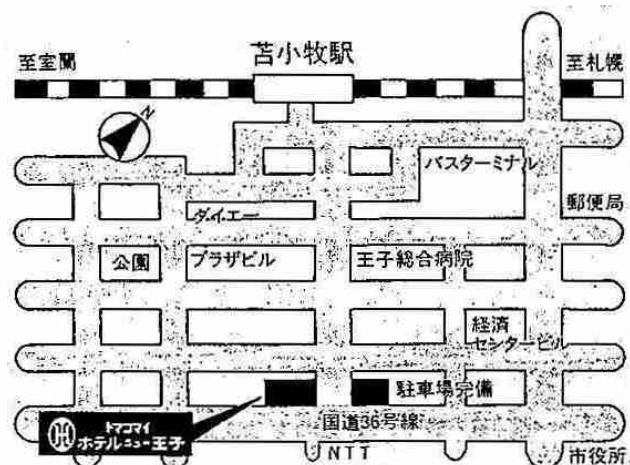 苫小牧駅
至室蘭
至札幌
N
バスターミナル
郵便局
ダイエー
公園
プラザビル
王子総合病院
経済
センタービル
駐車場完備
トマコマイ
ホテルニュー王子
国道36号線
NTT
市役所